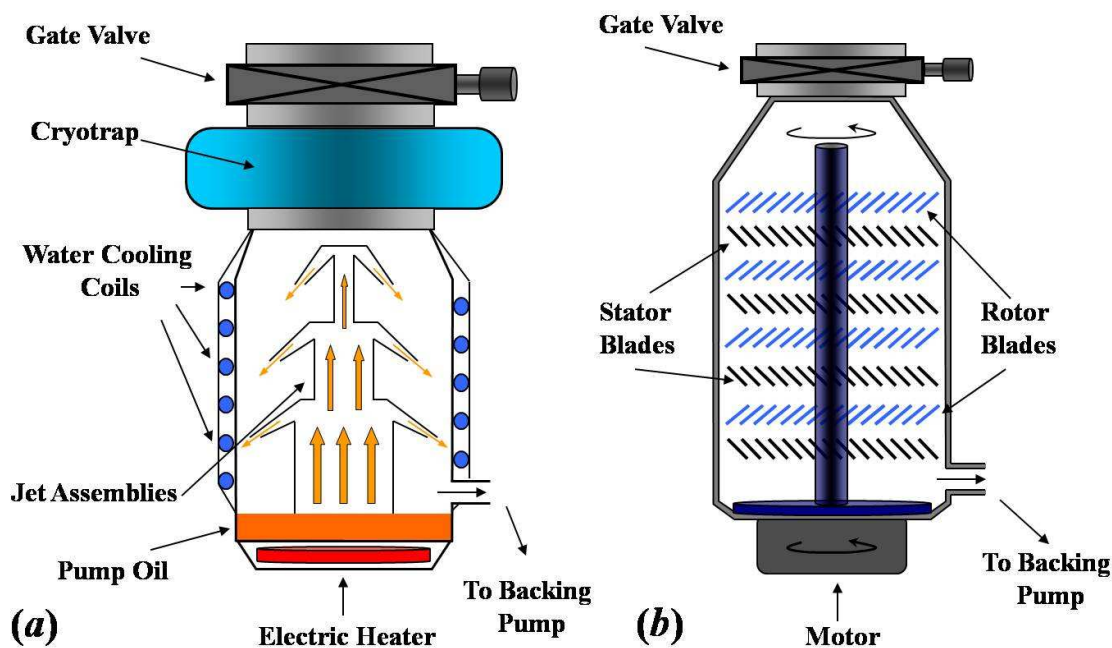 Gate Valve
Cryotrap
Water Cooling
Coils
Jet Assemblies
Pump Oil
To Backing
Pump
Electric Heater
(a)
Gate Valve
Stator
Blades
Rotor
Blades
To Backing
Pump
Motor
(b)